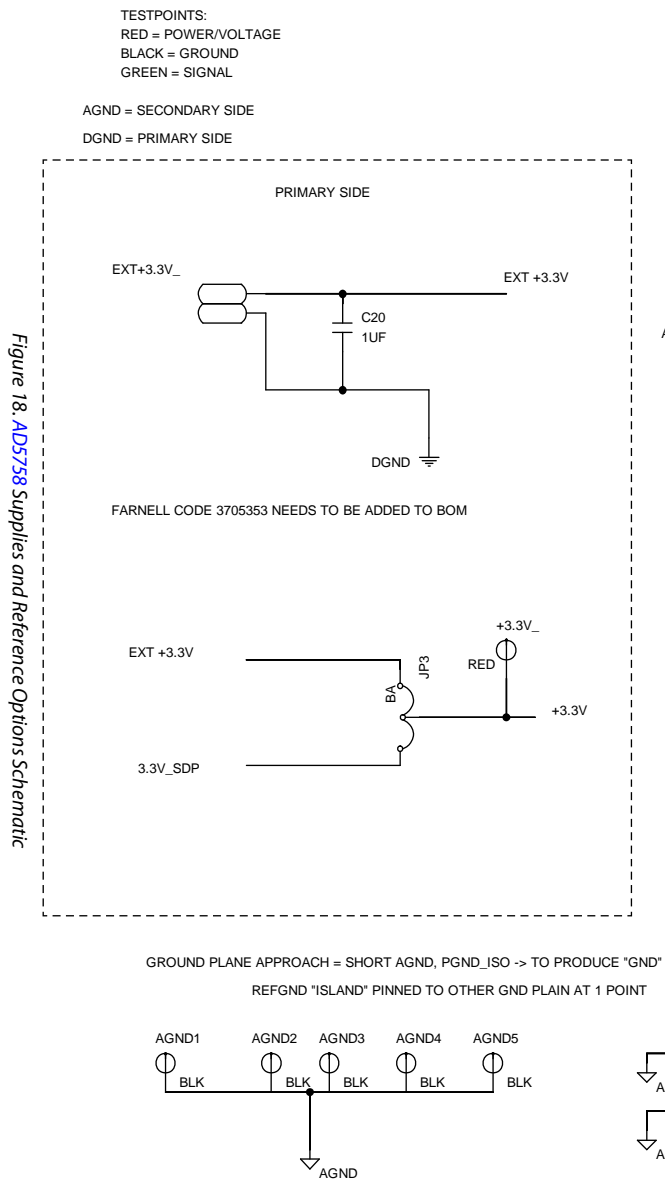 TESTPOINTS:
RED = POWER/VOLTAGE
BLACK = GROUND
GREEN = SIGNAL
AGND = SECONDARY SIDE
DGND = PRIMARY SIDE
PRIMARY SIDE
EXT+3.3V_
EXT +3.3V
C20
1UF
DGND
FARNELL CODE 3705353 NEEDS TO BE ADDED TO BOM
+3.3V_
EXT +3.3V
JP3
RED
BA
+3.3V
3.3V_SDP
Figure 18. AD5758 Supplies and Reference Options Schematic
GROUND PLANE APPROACH = SHORT AGND, PGND_ISO -> TO PRODUCE "GND"
REFGND "ISLAND" PINNED TO OTHER GND PLAIN AT 1 POINT
AGND1 AGND2 AGND3 AGND4 AGND5
BLK BLK BLK BLK BLK
AGND